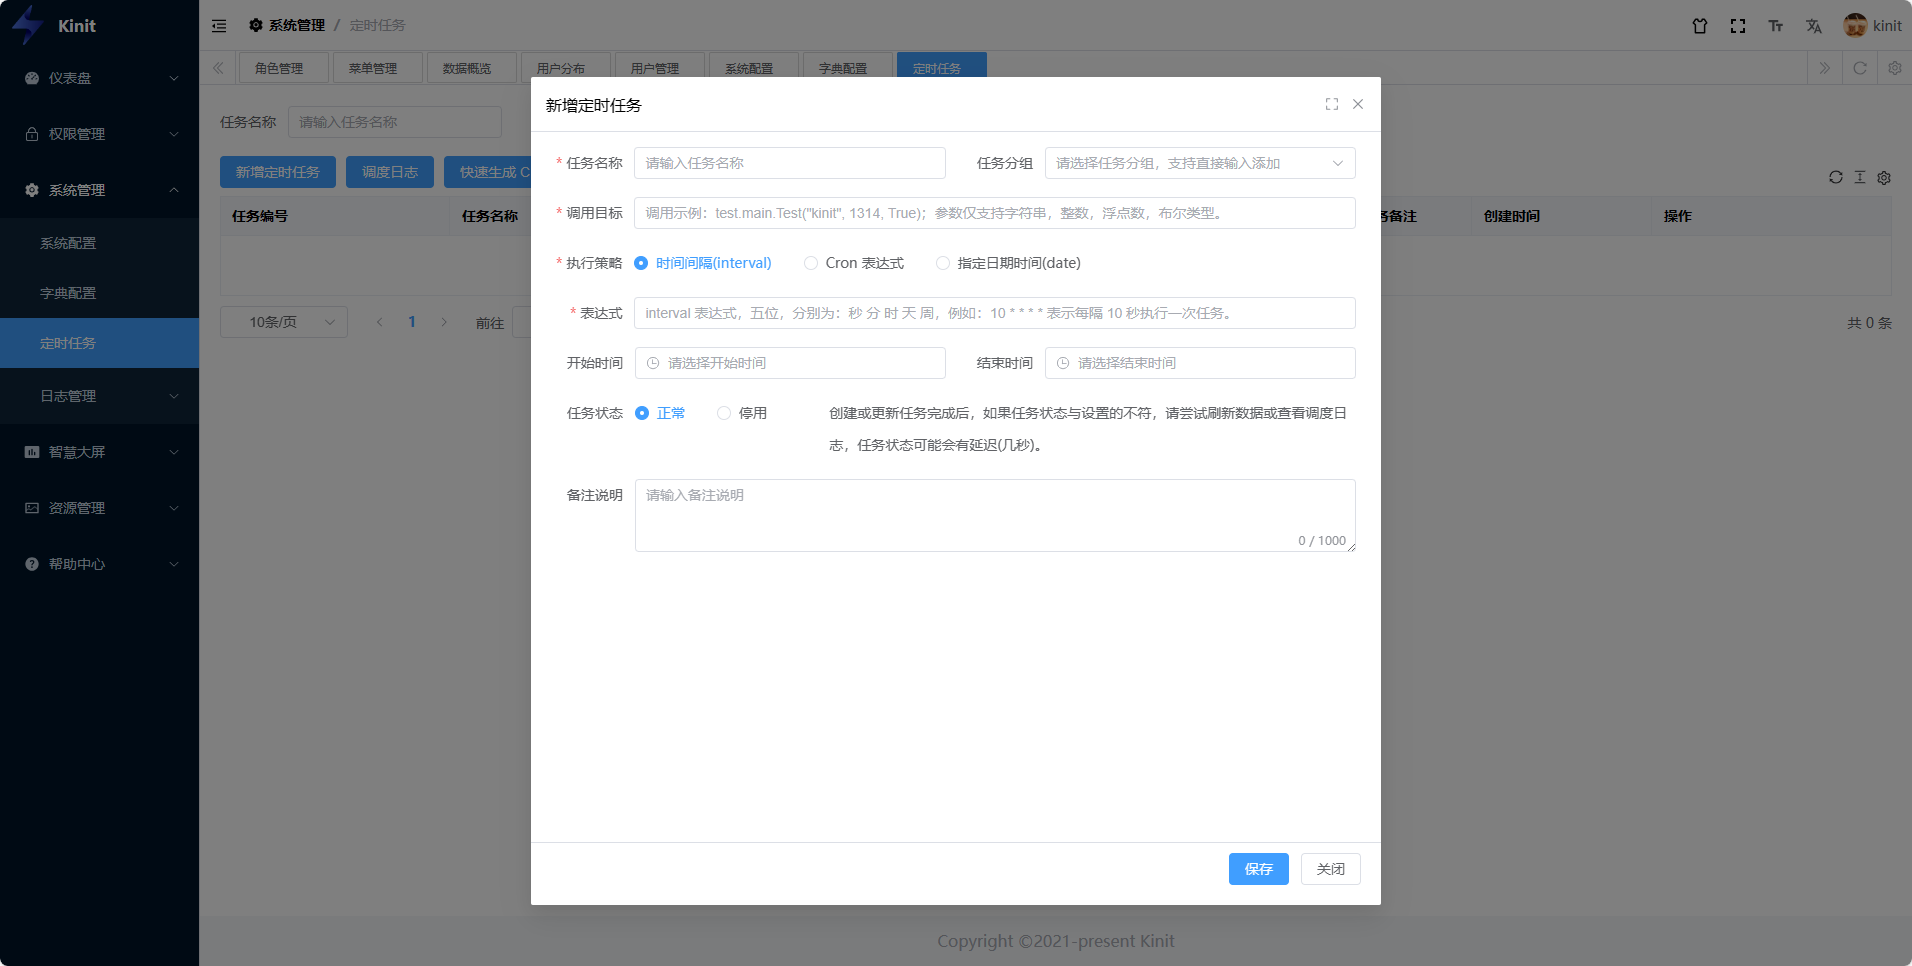 Kinit
系统管理 / 定时任务
kinit
仪表盘
权限管理
系统管理
系统配置
字典配置
定时任务
日志管理
智慧大屏
资源管理
帮助中心
角色管理
菜单管理
数据概览
用户分布
用户管理
系统配置
字典配置
定时任务
任务名称 请输入任务名称
新增定时任务 调度日志 快速生成 C
任务编号 任务名称 备注 创建时间 操作
10条/页 1 前往
共 0 条
新增定时任务
* 任务名称 请输入任务名称 任务分组 请选择任务分组，支持直接输入添加
* 调用目标 调用示例：test.main.Test("kinit", 1314, True)；参数仅支持字符串，整数，浮点数，布尔类型。
* 执行策略 时间间隔(interval) Cron 表达式 指定日期时间(date)
* 表达式 interval 表达式，五位，分别为：秒 分 时 天 周，例如：10 * * * * 表示每隔 10 秒执行一次任务。
开始时间 请选择开始时间 结束时间 请选择结束时间
任务状态 正常 停用 创建或更新任务完成后，如果任务状态与设置的不符，请尝试刷新数据或查看调度日
志，任务状态可能会有延迟(几秒)。
备注说明 请输入备注说明
0 / 1000
保存 关闭
Copyright ©2021-present Kinit